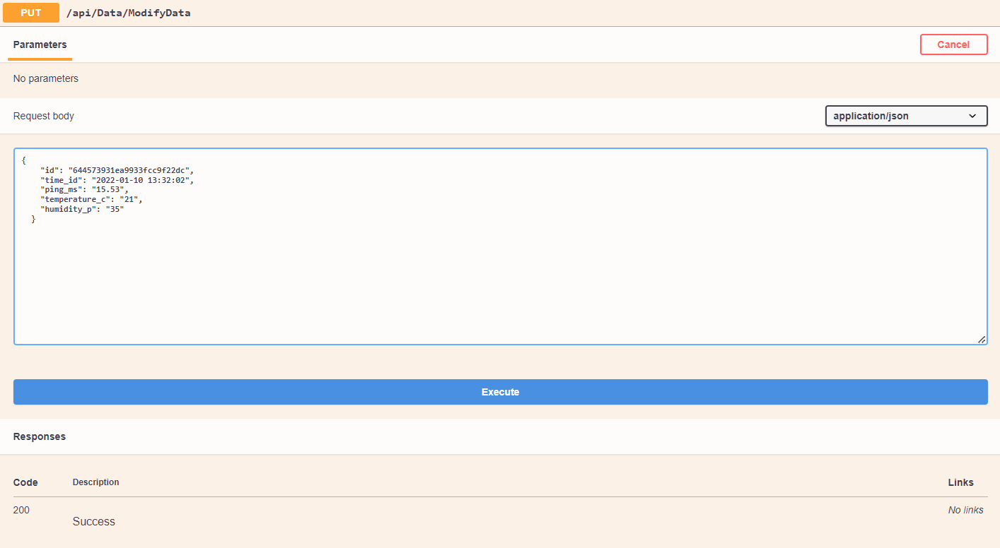 PUT /api/Data/ModifyData
Parameters Cancel
No parameters
Request body application/json
{
    "id": "644573931ea9933fcc9f22dc",
    "time_id": "2022-01-10 13:32:02",
    "ping_ms": "15.53",
    "temperature_c": "21",
    "humidity_p": "35"
  }
Execute
Responses
Code Description Links
200 Success No links